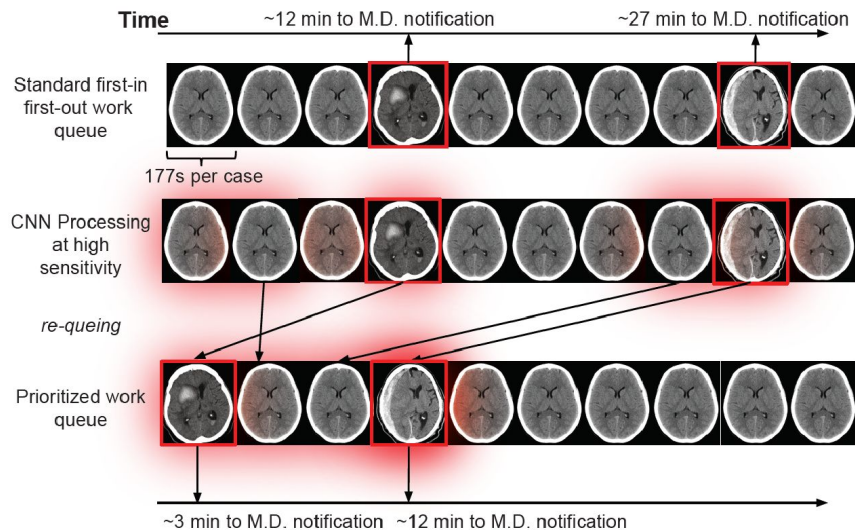 Time
~12 min to M.D. notification
~27 min to M.D. notification
Standard first-in
first-out work
queue
177s per case
CNN Processing
at high
sensitivity
re-queing
Prioritized work
queue
~3 min to M.D. notification
~12 min to M.D. notification